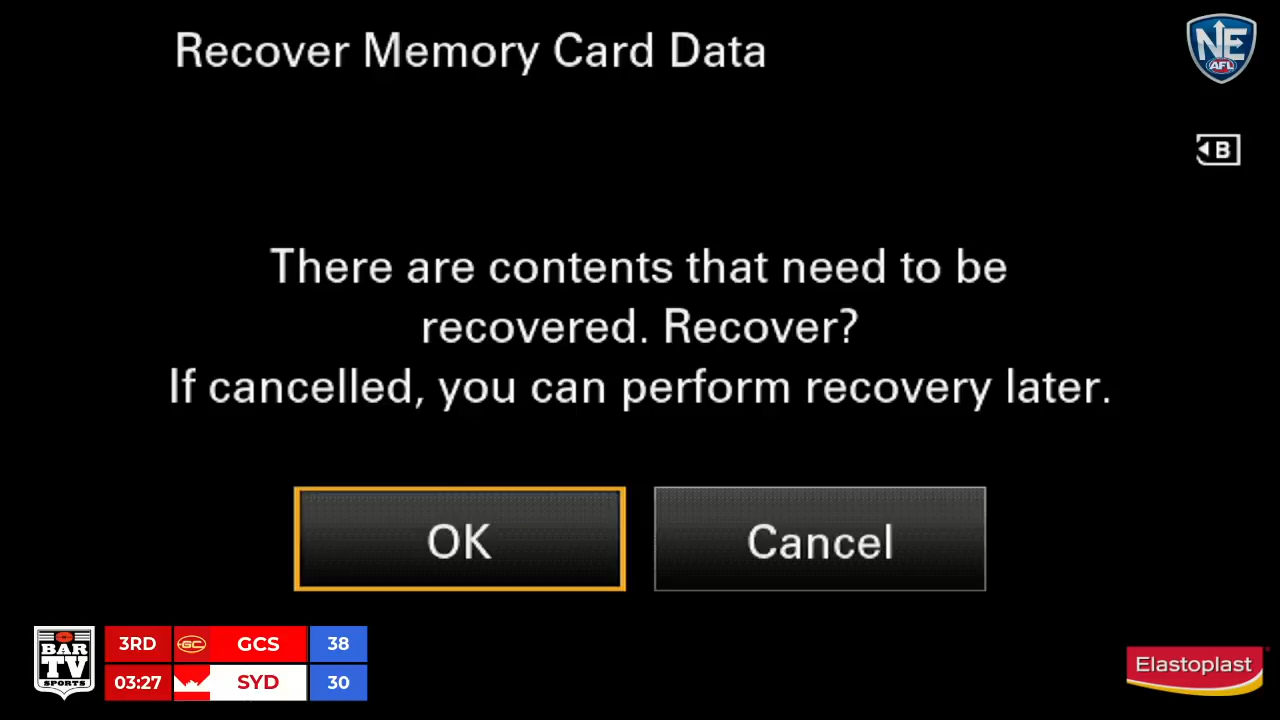 Recover Memory Card Data
NE
AFL
B
There are contents that need to be
recovered. Recover?
If cancelled, you can perform recovery later.
OK
Cancel
BAR
TV
SPORTS
3RD
GC
GCS
38
03:27
SYD
30
Elastoplast